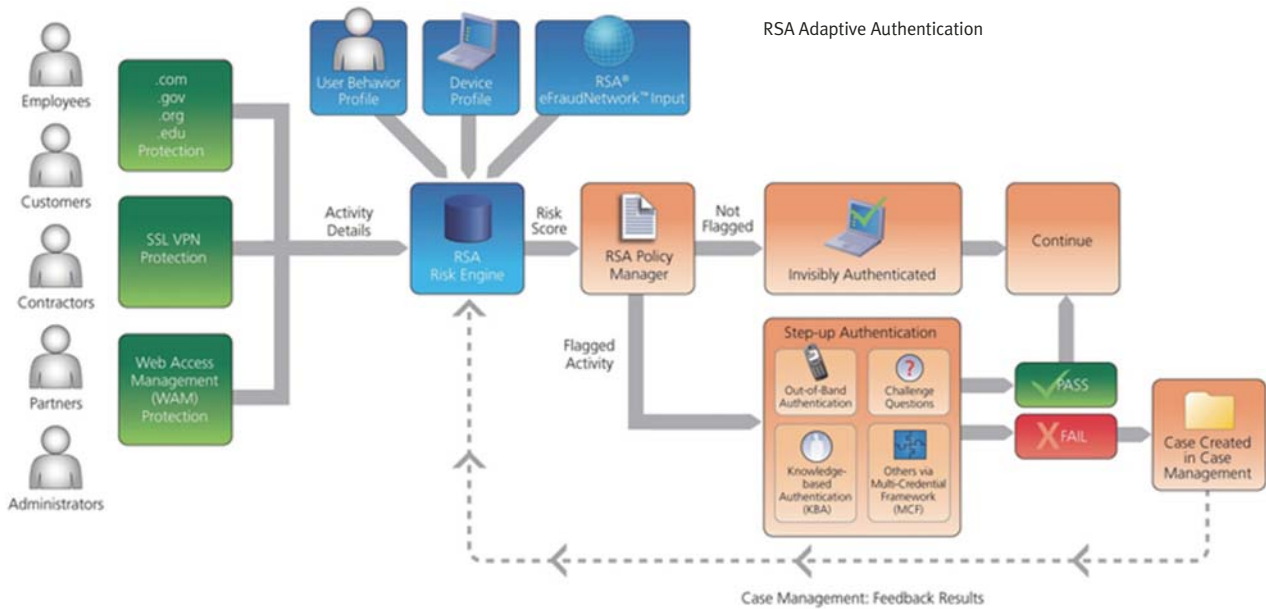 RSA Adaptive Authentication
Employees
Customers
Contractors
Partners
Administrators
.com
.gov
.org
.edu
Protection
SSL VPN
Protection
Web Access
Management
(WAM)
Protection
User Behavior
Profile
Device
Profile
RSA®
eFraudNetwork™ Input
Activity
Details
RSA
Risk Engine
Risk
Score
RSA Policy
Manager
Not
Flagged
Invisibly Authenticated
Continue
Flagged
Activity
Step-up Authentication
Out-of-Band
Authentication
?
Challenge
Questions
Knowledge-
based
Authentication
(KBA)
Others via
Multi-Credential
Framework
(MCF)
PASS
X FAIL
Case Created
in Case
Management
Case Management: Feedback Results